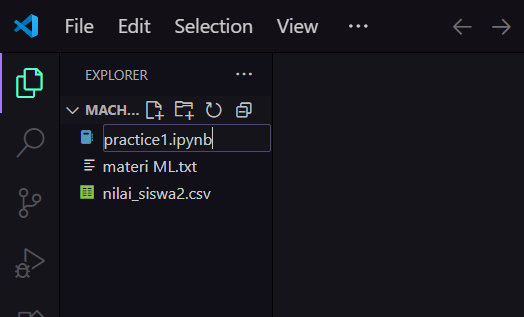 File Edit Selection View ...
EXPLORER ...
MACH...
practice1.ipynb
materi ML.txt
nilai_siswa2.csv